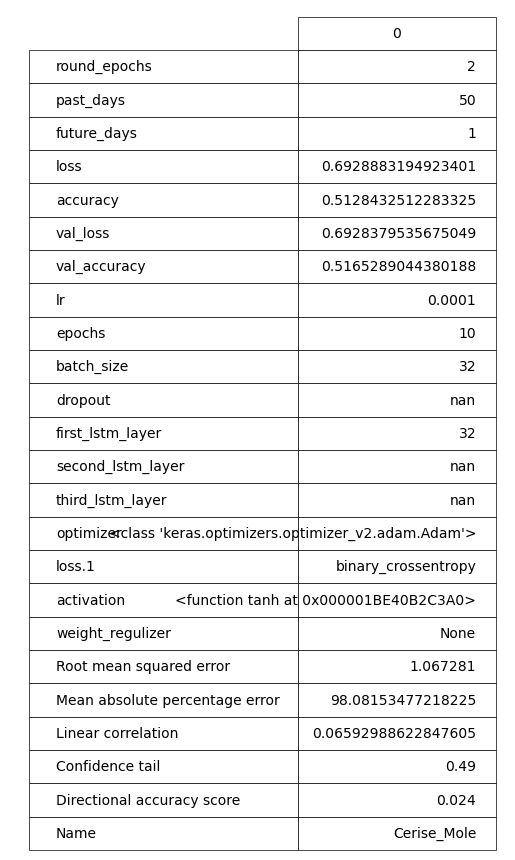 0
round_epochs 2
past_days 50
future_days 1
loss 0.6928883194923401
accuracy 0.5128432512283325
val_loss 0.6928379535675049
val_accuracy 0.5165289044380188
lr 0.0001
epochs 10
batch_size 32
dropout nan
first_lstm_layer 32
second_lstm_layer nan
third_lstm_layer nan
optimizer <class 'keras.optimizers.optimizer_v2.adam.Adam'>
loss.1 binary_crossentropy
activation <function tanh at 0x000001BE40B2C3A0>
weight_regulizer None
Root mean squared error 1.067281
Mean absolute percentage error 98.08153477218225
Linear correlation 0.06592988622847605
Confidence tail 0.49
Directional accuracy score 0.024
Name Cerise_Mole